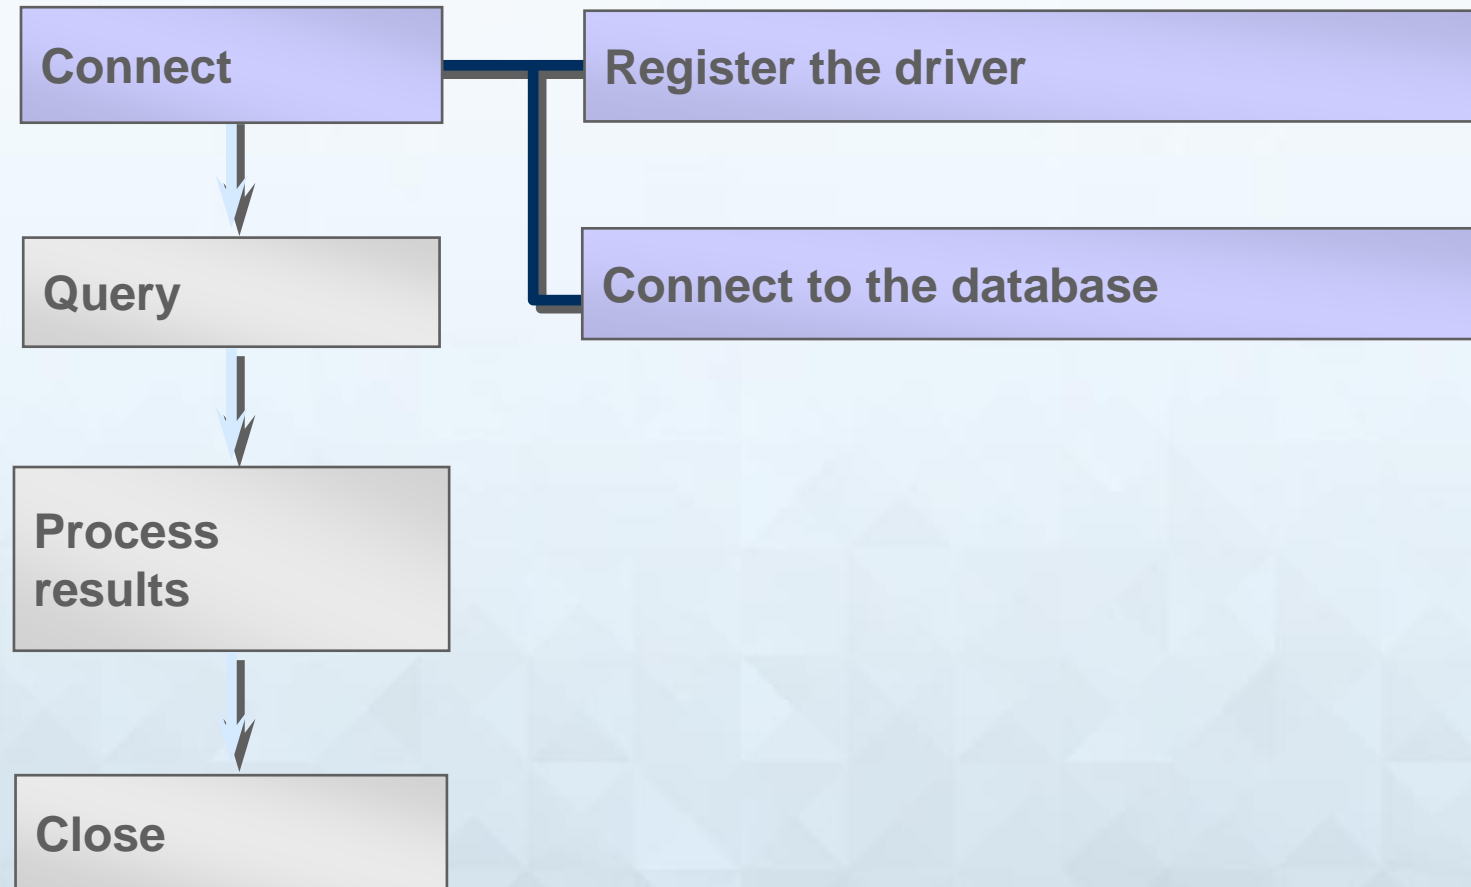 Connect
Register the driver
Query
Connect to the database
Process
results
Close